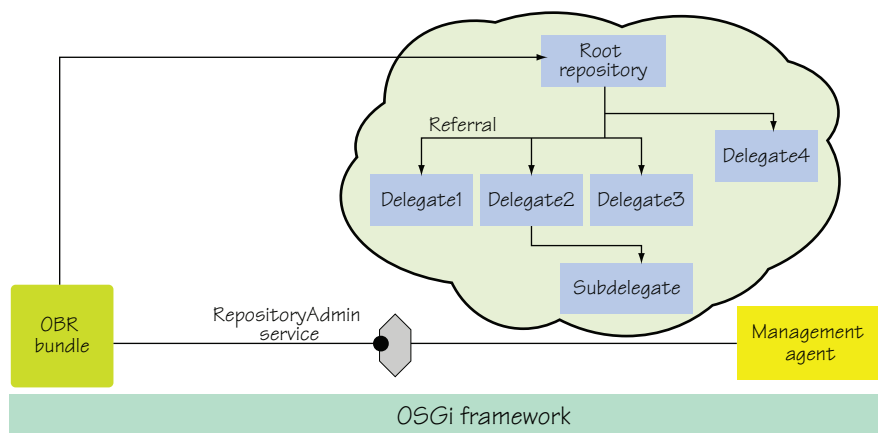 Root
repository
Referral
Delegate4
Delegate1
Delegate2
Delegate3
Subdelegate
OBR
bundle
RepositoryAdmin
service
Management
agent
OSGi framework